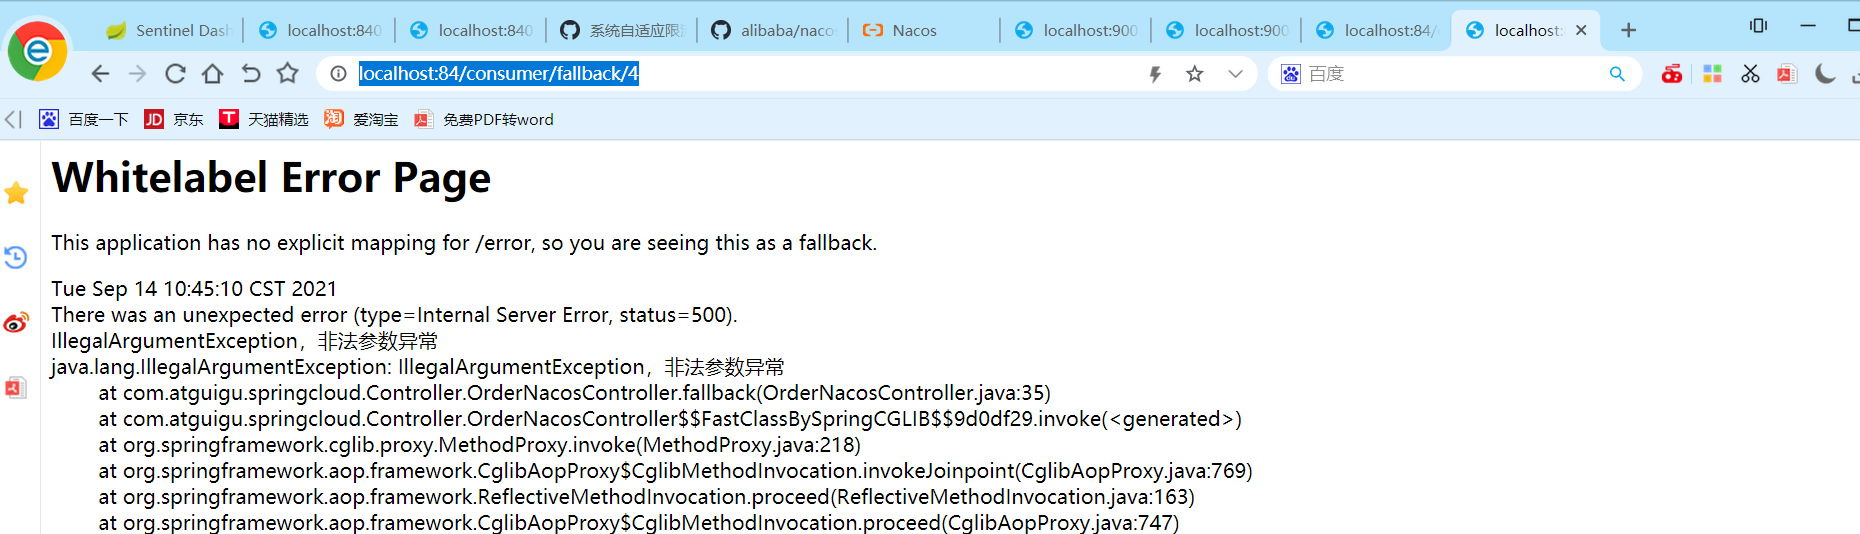 Sentinel Dash
localhost:840
localhost:840
系统自适应限
alibaba/naco
Nacos
localhost:900
localhost:900
localhost:84/
localhost:
localhost:84/consumer/fallback/4
百度
百度一下
JD 京东
T 天猫精选
淘 爱淘宝
免费PDF转word
Whitelabel Error Page
This application has no explicit mapping for /error, so you are seeing this as a fallback.
Tue Sep 14 10:45:10 CST 2021
There was an unexpected error (type=Internal Server Error, status=500).
IllegalArgumentException，非法参数异常
java.lang.IllegalArgumentException: IllegalArgumentException，非法参数异常
at com.atguigu.springcloud.Controller.OrderNacosController.fallback(OrderNacosController.java:35)
at com.atguigu.springcloud.Controller.OrderNacosController$$FastClassBySpringCGLIB$$9d0df29.invoke(<generated>)
at org.springframework.cglib.proxy.MethodProxy.invoke(MethodProxy.java:218)
at org.springframework.aop.framework.CglibAopProxy$CglibMethodInvocation.invokeJoinpoint(CglibAopProxy.java:769)
at org.springframework.aop.framework.ReflectiveMethodInvocation.proceed(ReflectiveMethodInvocation.java:163)
at org.springframework.aop.framework.CglibAopProxy$CglibMethodInvocation.proceed(CglibAopProxy.java:747)